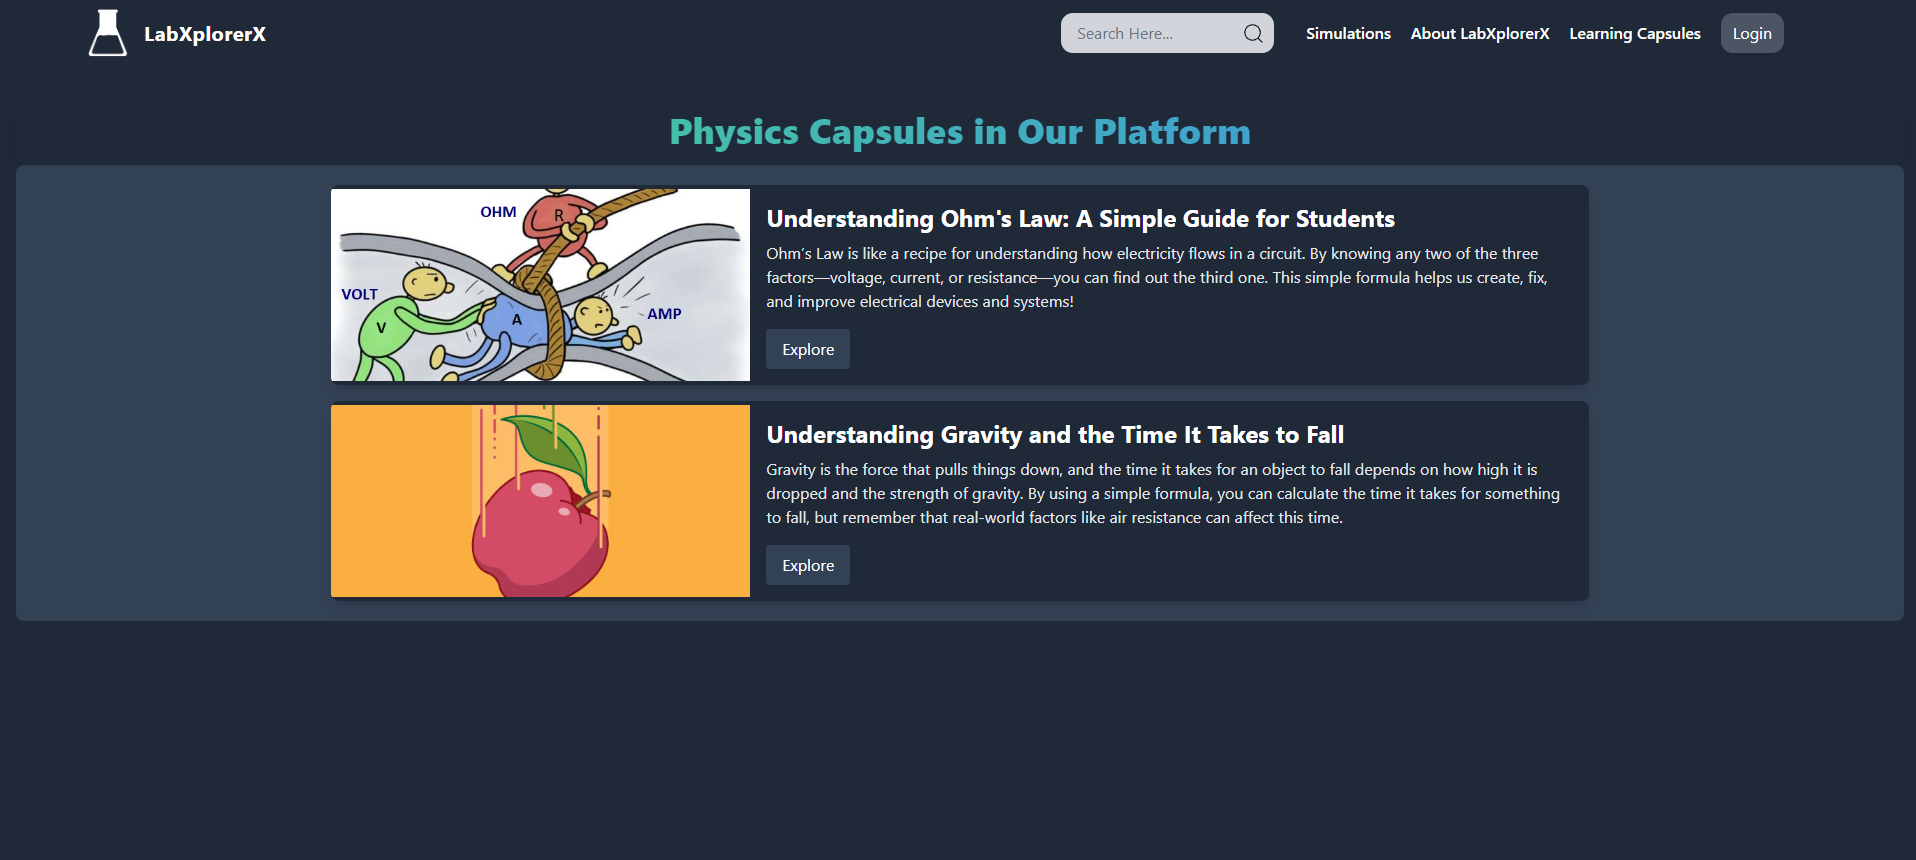 LabXplorerX
Search Here...
Simulations
About LabXplorerX
Learning Capsules
Login
Physics Capsules in Our Platform
OHM
R
VOLT
V
A
AMP
Understanding Ohm's Law: A Simple Guide for Students
Ohm’s Law is like a recipe for understanding how electricity flows in a circuit. By knowing any two of the three
factors—voltage, current, or resistance—you can find out the third one. This simple formula helps us create, fix,
and improve electrical devices and systems!
Explore
Understanding Gravity and the Time It Takes to Fall
Gravity is the force that pulls things down, and the time it takes for an object to fall depends on how high it is
dropped and the strength of gravity. By using a simple formula, you can calculate the time it takes for something
to fall, but remember that real-world factors like air resistance can affect this time.
Explore